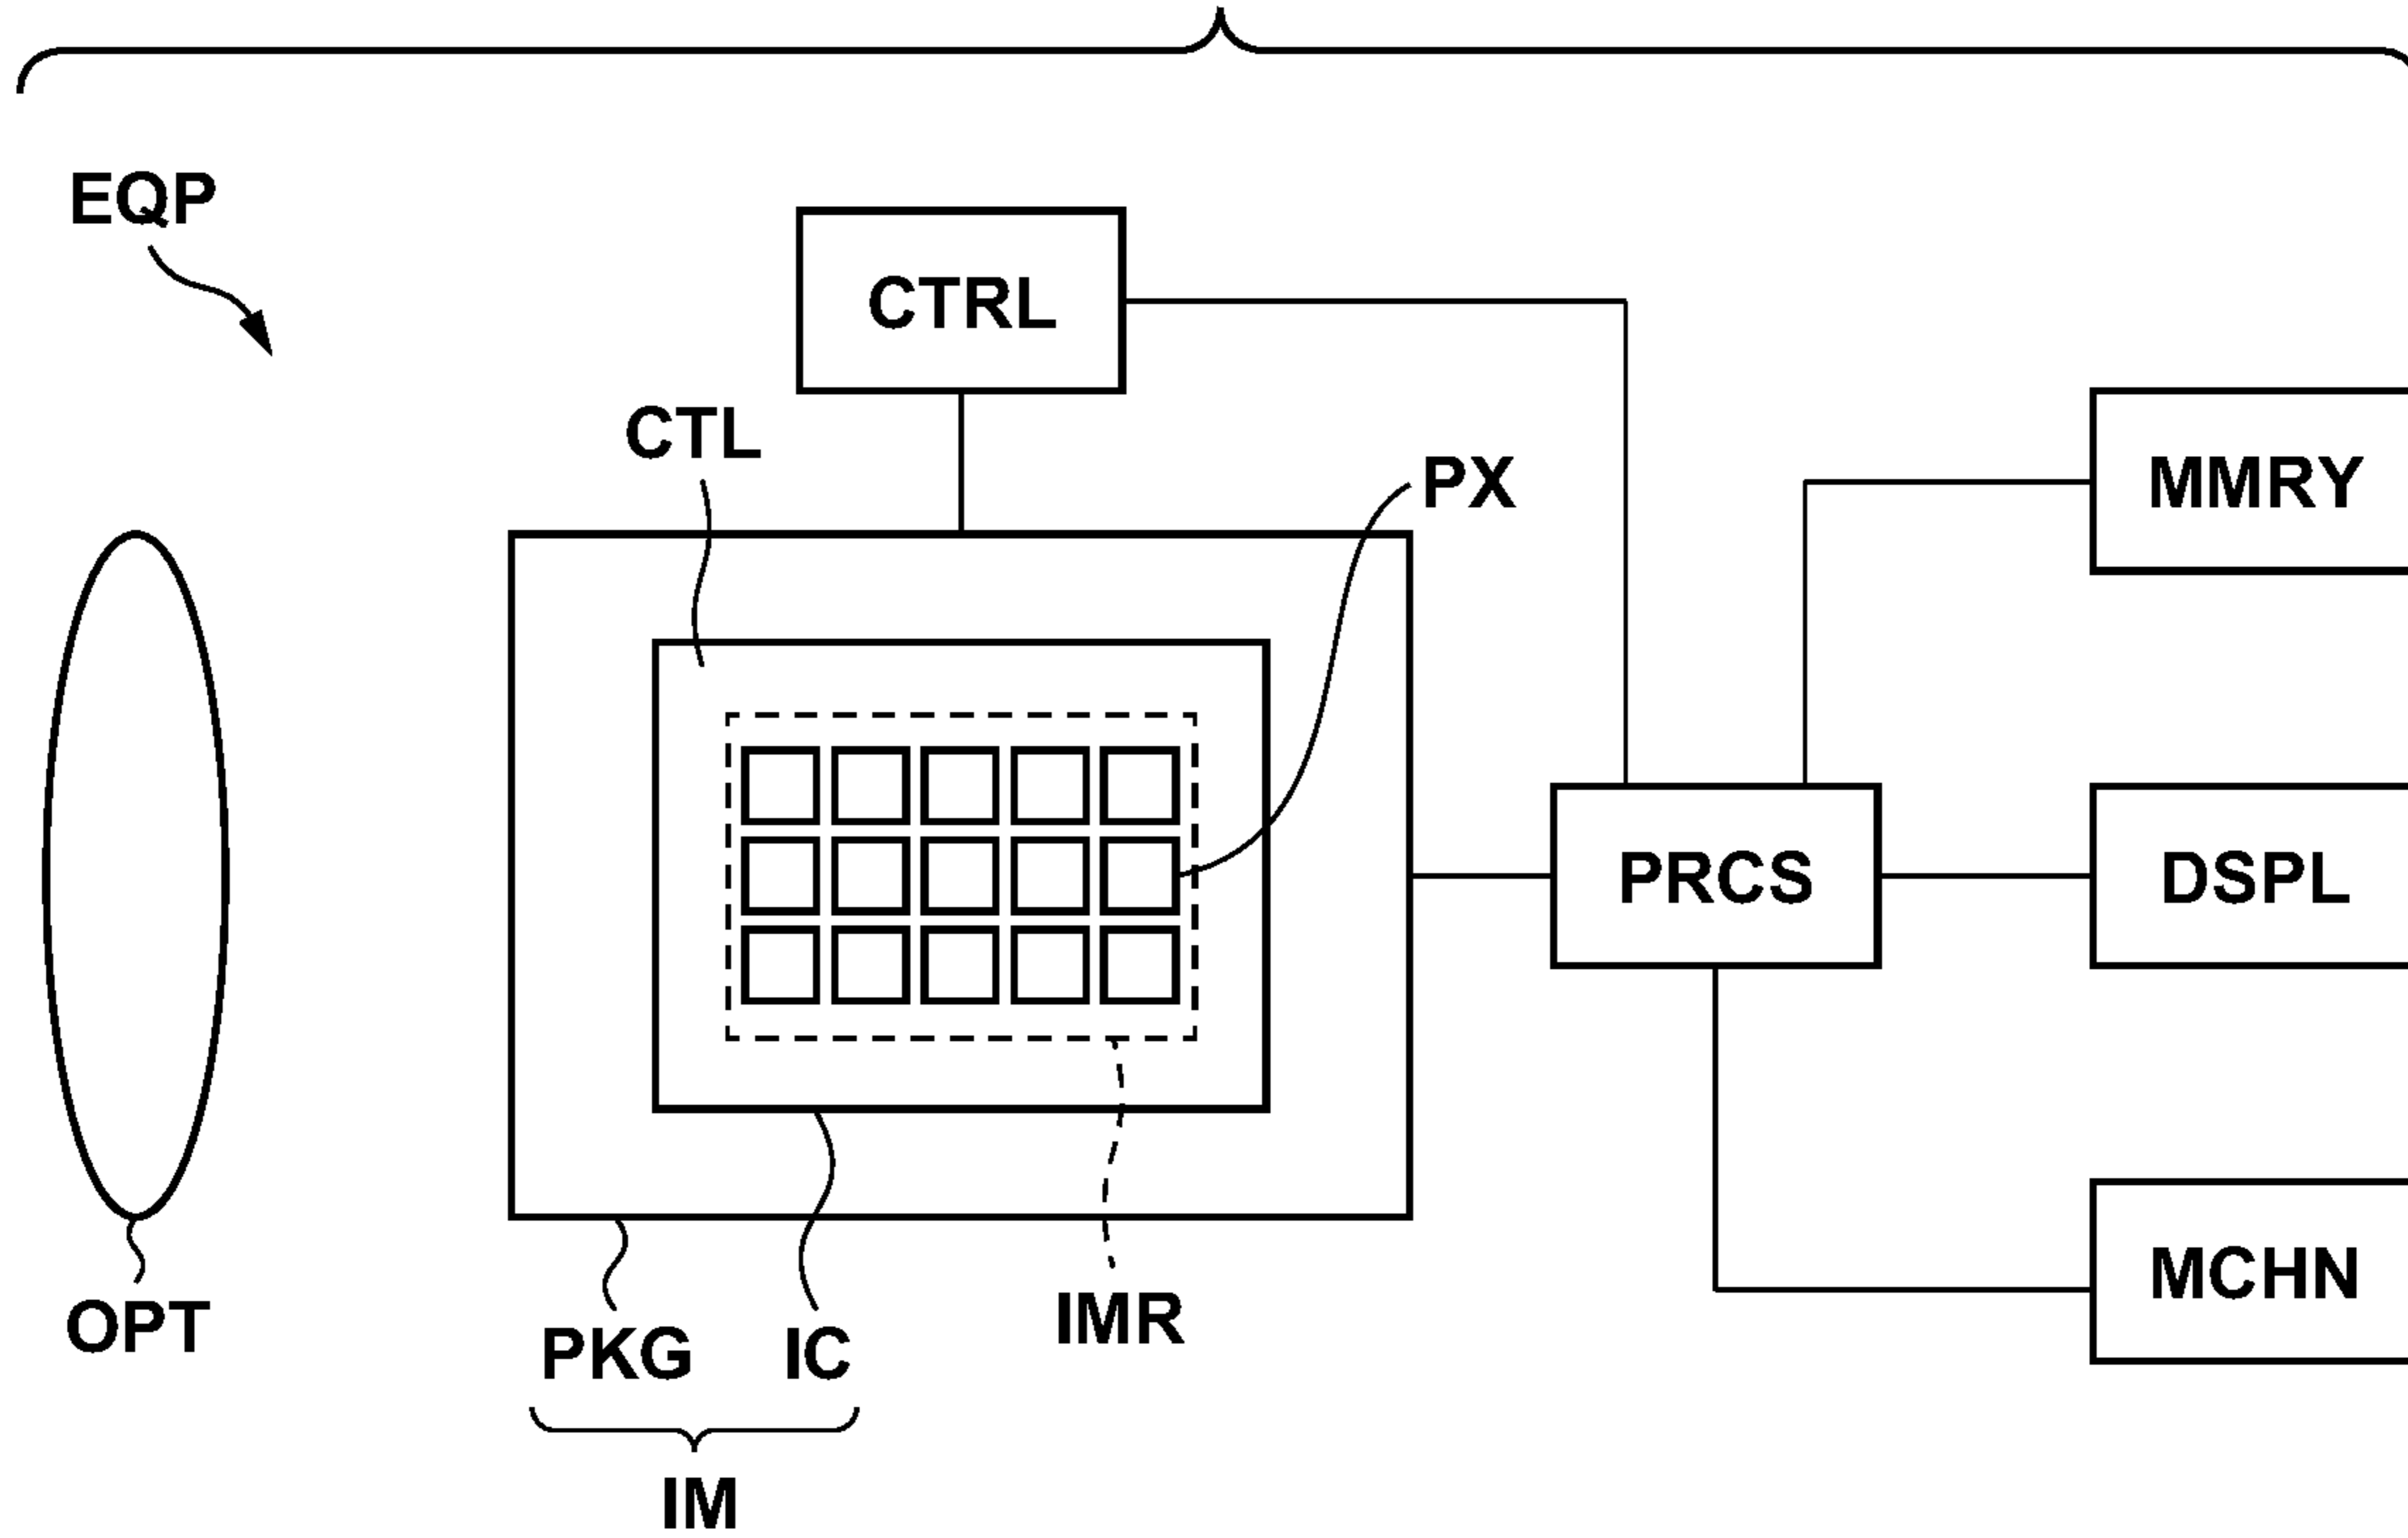 EQP
CTRL
CTL
PX
MMRY
PRCS
DSPL
MCHN
OPT
PKG
IC
IMR
IM